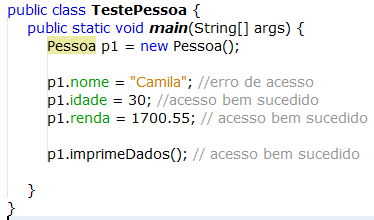 public class TestePessoa {
public static void main(String[] args) {
Pessoa p1 = new Pessoa();
p1.nome = "Camila"; //erro de acesso
p1.idade = 30; //acesso bem sucedido
p1.renda = 1700.55; // acesso bem sucedido
p1.imprimeDados(); // acesso bem sucedido
}
}